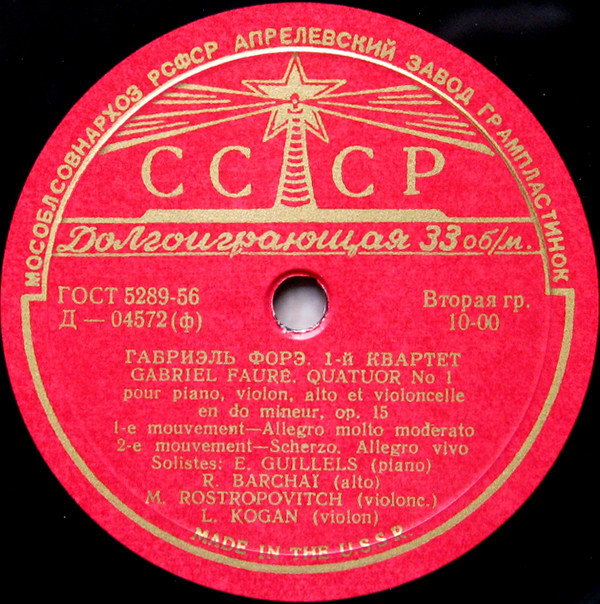 МОСОБЛСОВНАРХОЗ РСФСР АПРЕЛЕВСКИЙ ЗАВОД ГРАМПЛАСТИНОК
СССР
Долгоиграющая 33 об/м.
ГОСТ 5289-56
Д — 04572 (ф)
Вторая гр.
10-00
ГАБРИЭЛЬ ФОРЭ. 1-й КВАРТЕТ
GABRIEL FAURÉ. QUATUOR No 1
pour piano, violon, alto et violoncelle
en do mineur, op. 15
1-e mouvement—Allegro molto moderato
2-e mouvement—Scherzo. Allegro vivo
Solistes: E. GUILLELS (piano)
R. BARCHAÏ (alto)
M. ROSTROPOVITCH (violonc.)
L. KOGAN (violon)
MADE IN THE U.S.S.R.